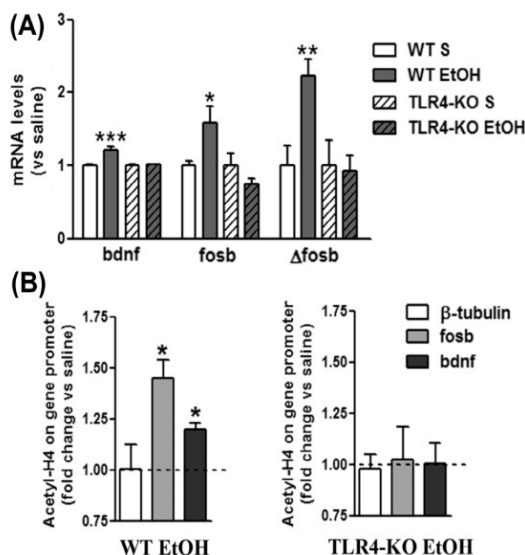 (A)
mRNA levels
(vs saline)
3
2
1
0
***
*
**
bdnf
fosb
Δfosb
WT S
WT EtOH
TLR4-KO S
TLR4-KO EtOH
(B)
Acetyl-H4 on gene promoter
(fold change vs saline)
1.75
1.50
1.25
1.00
0.75
*
*
WT EtOH
Acetyl-H4 on gene promoter
(fold change vs saline)
1.75
1.50
1.25
1.00
0.75
β-tubulin
fosb
bdnf
TLR4-KO EtOH